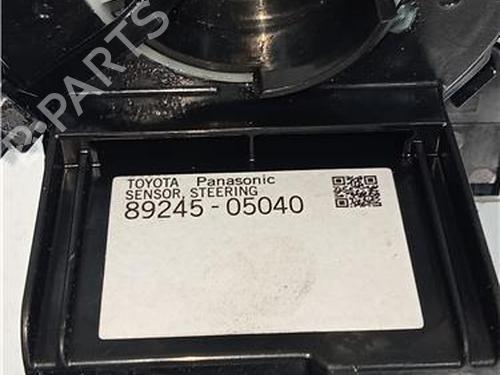 TOYOTA Panasonic
SENSOR, STEERING
89245-05040
-PARTS